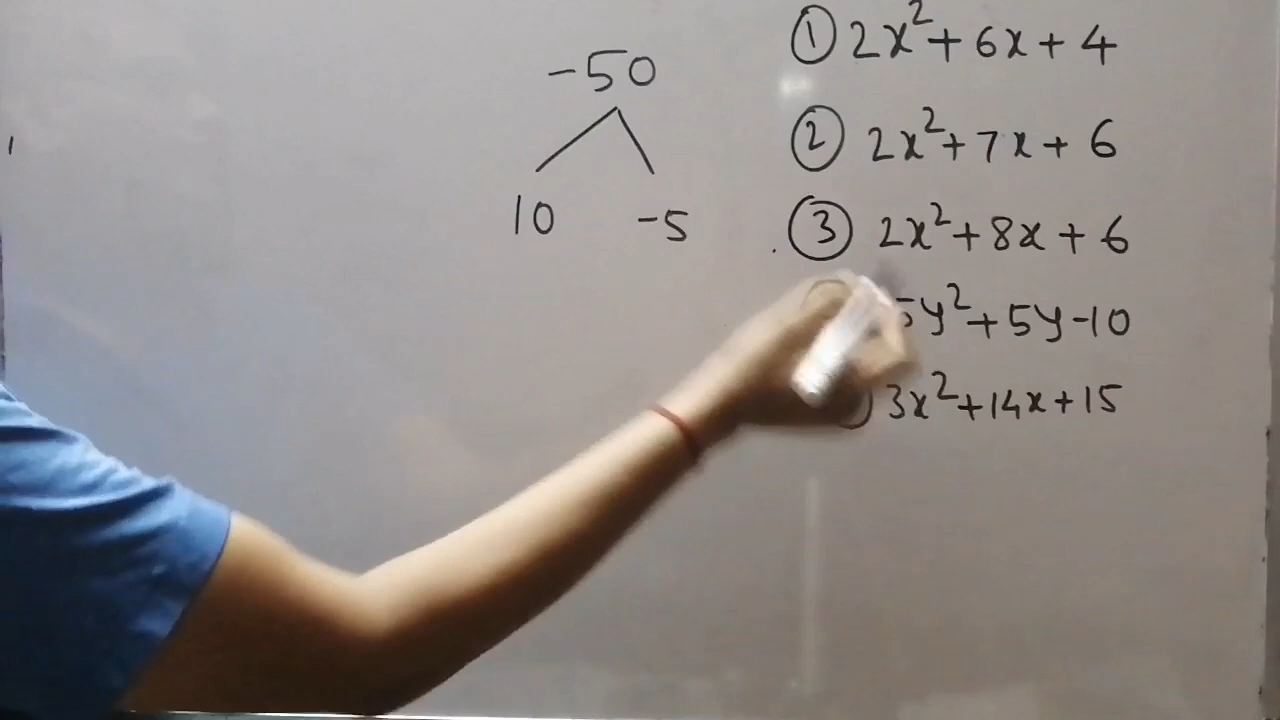 -50
10 -5
① 2x²+6x+4
② 2x²+7x+6
③ 2x²+8x+6
5y²+5y-10
3x²+14x+15